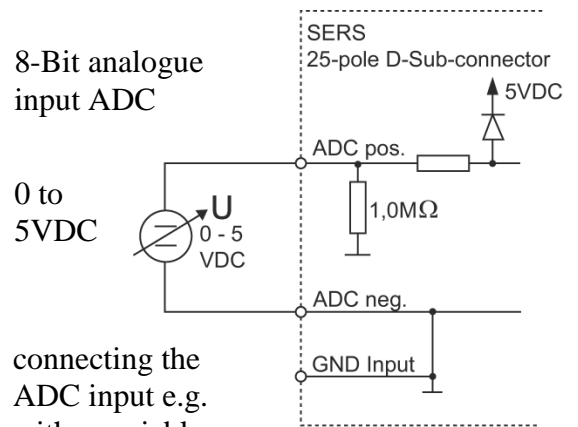 SERS
25-pole D-Sub-connector
8-Bit analogue
input ADC
5VDC
ADC pos.
0 to
5VDC
U
0 - 5
VDC
1,0MΩ
ADC neg.
connecting the
ADC input e.g.
GND Input